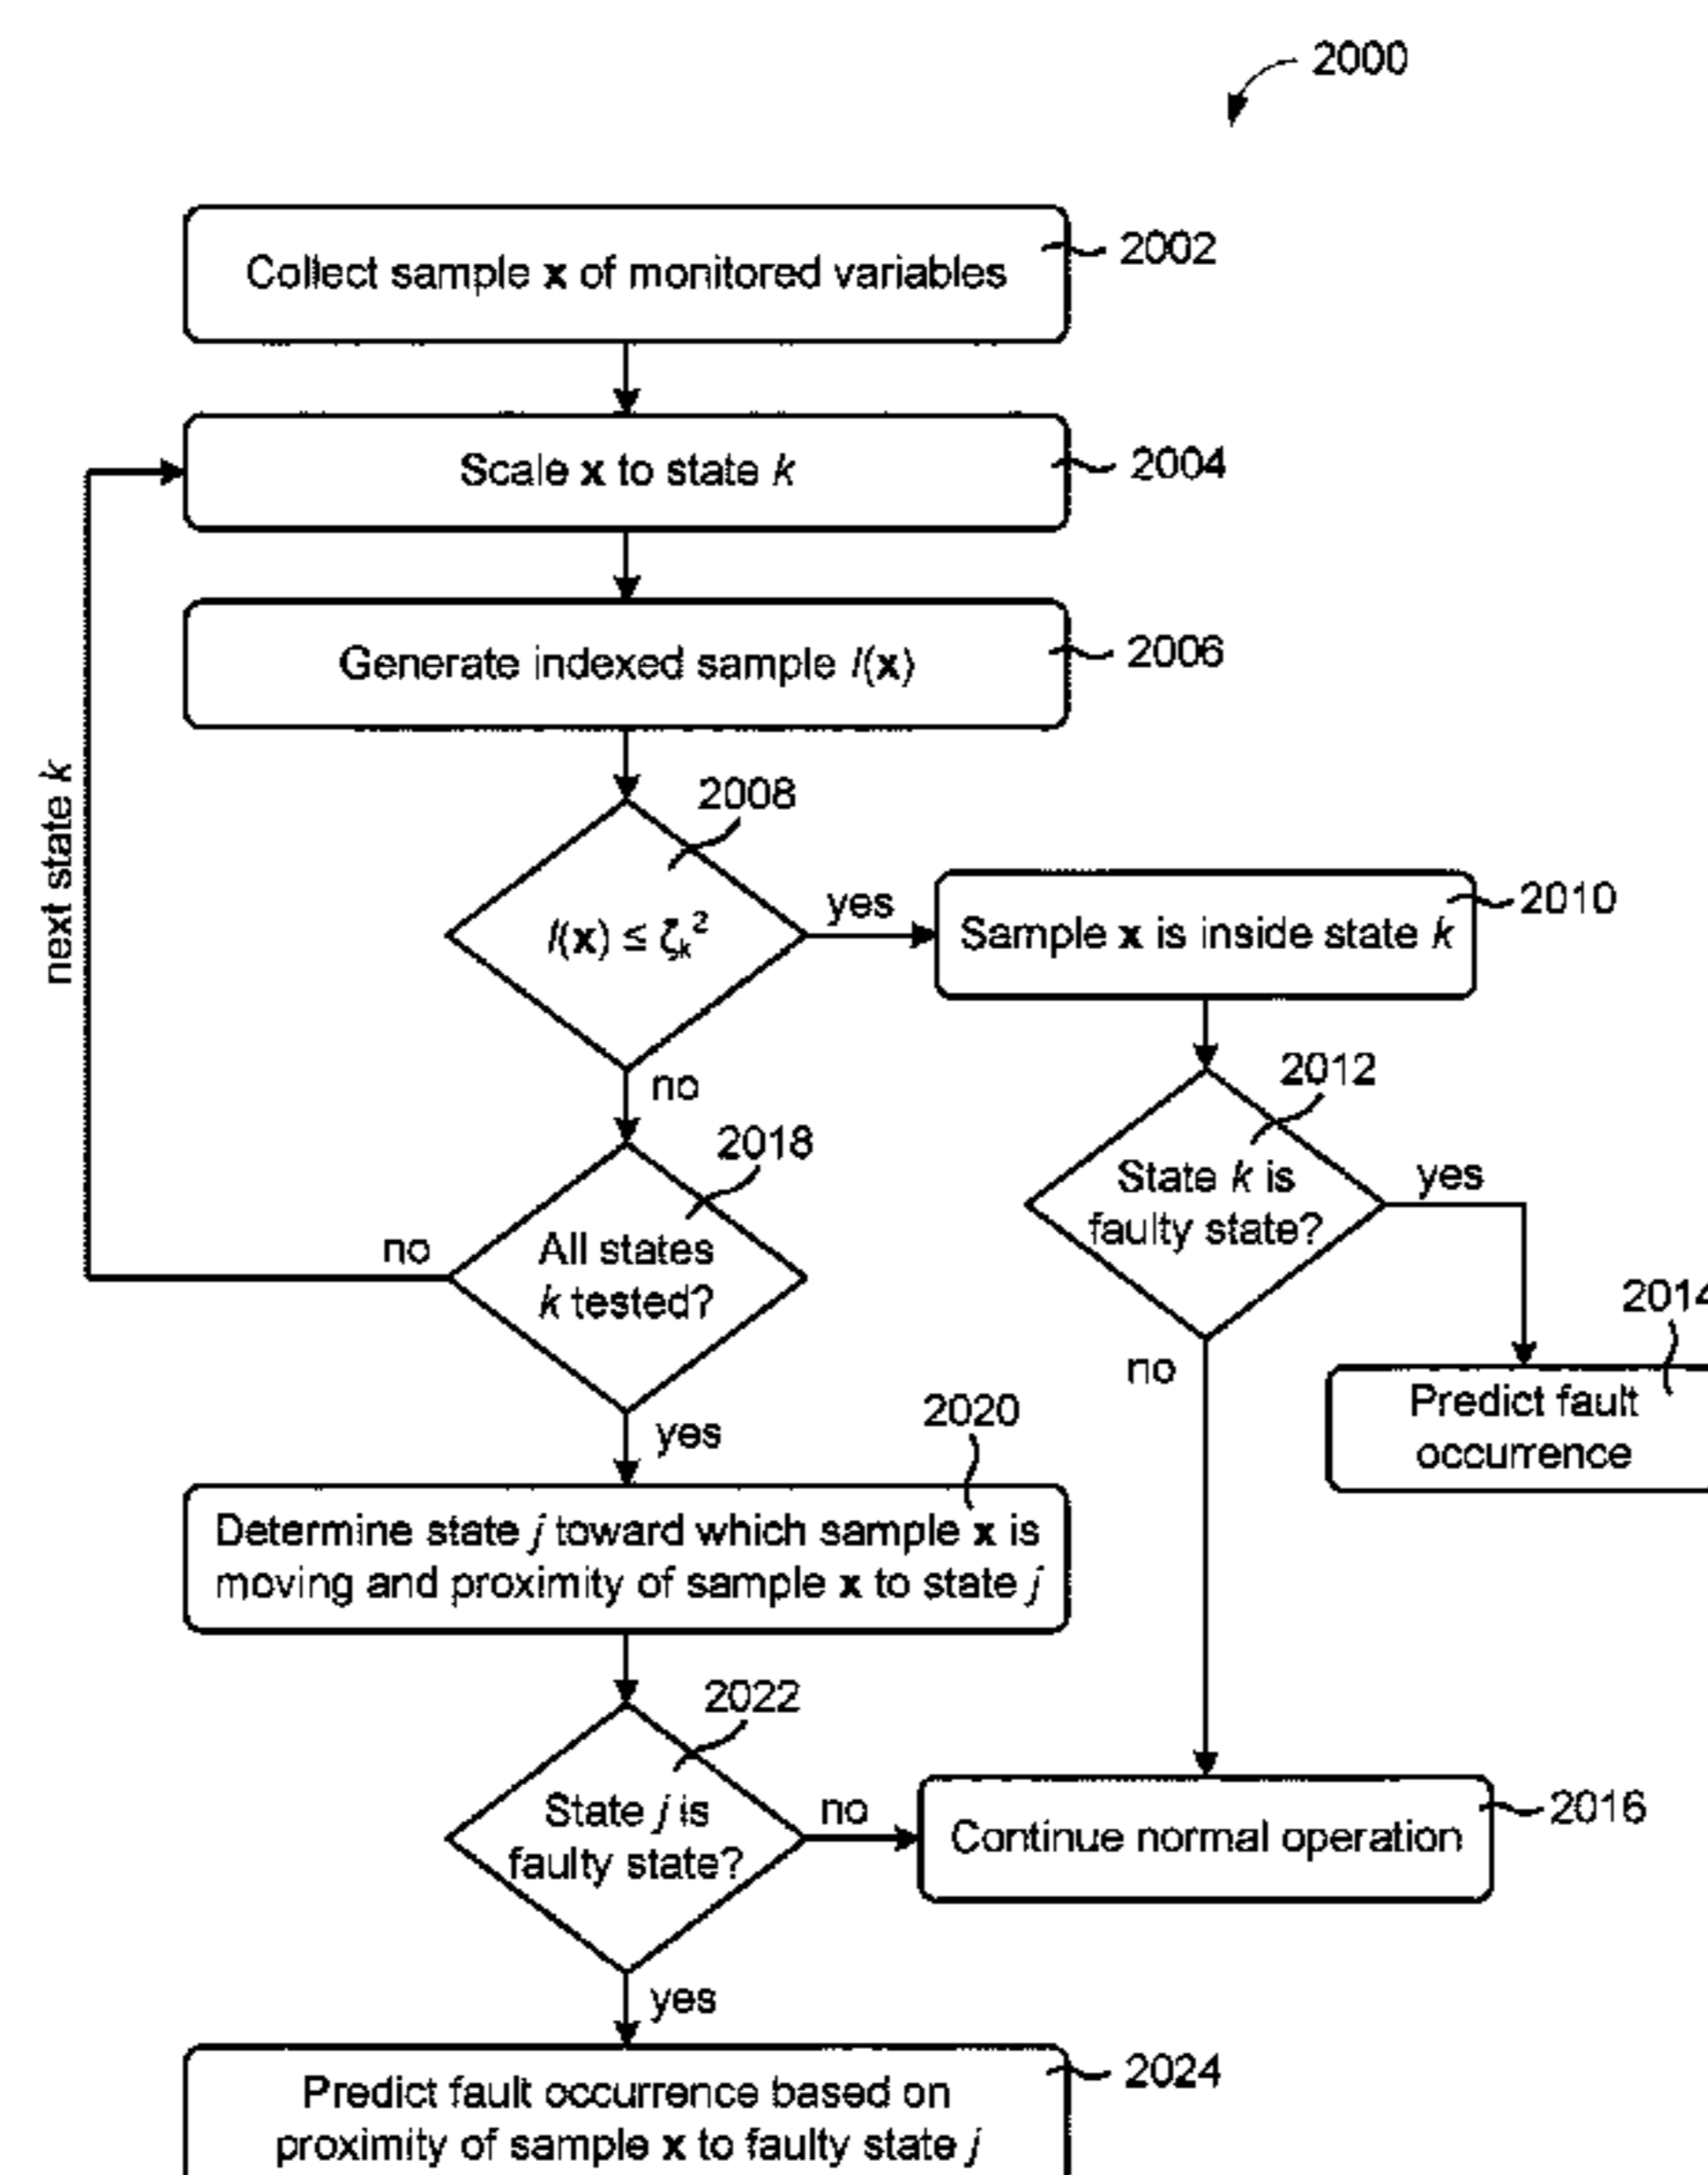 2000
Collect sample x of monitored variables
2002
Scale x to state k
2004
Generate indexed sample I(x)
2006
next state k
2008
I(x) ≤ ζₖ²
yes
Sample x is inside state k
2010
no
2012
State k is
faulty state?
yes
2018
All states
k tested?
no
2014
Predict fault
occurrence
no
yes
2020
Determine state j toward which sample x is
moving and proximity of sample x to state j
2022
State j is
faulty state?
no
Continue normal operation
2016
yes
Predict fault occurrence based on
proximity of sample x to faulty state j
2024